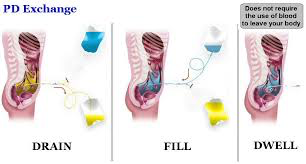 PD Exchange
Does not require
the use of blood
to leave your body
DRAIN
FILL
DWELL